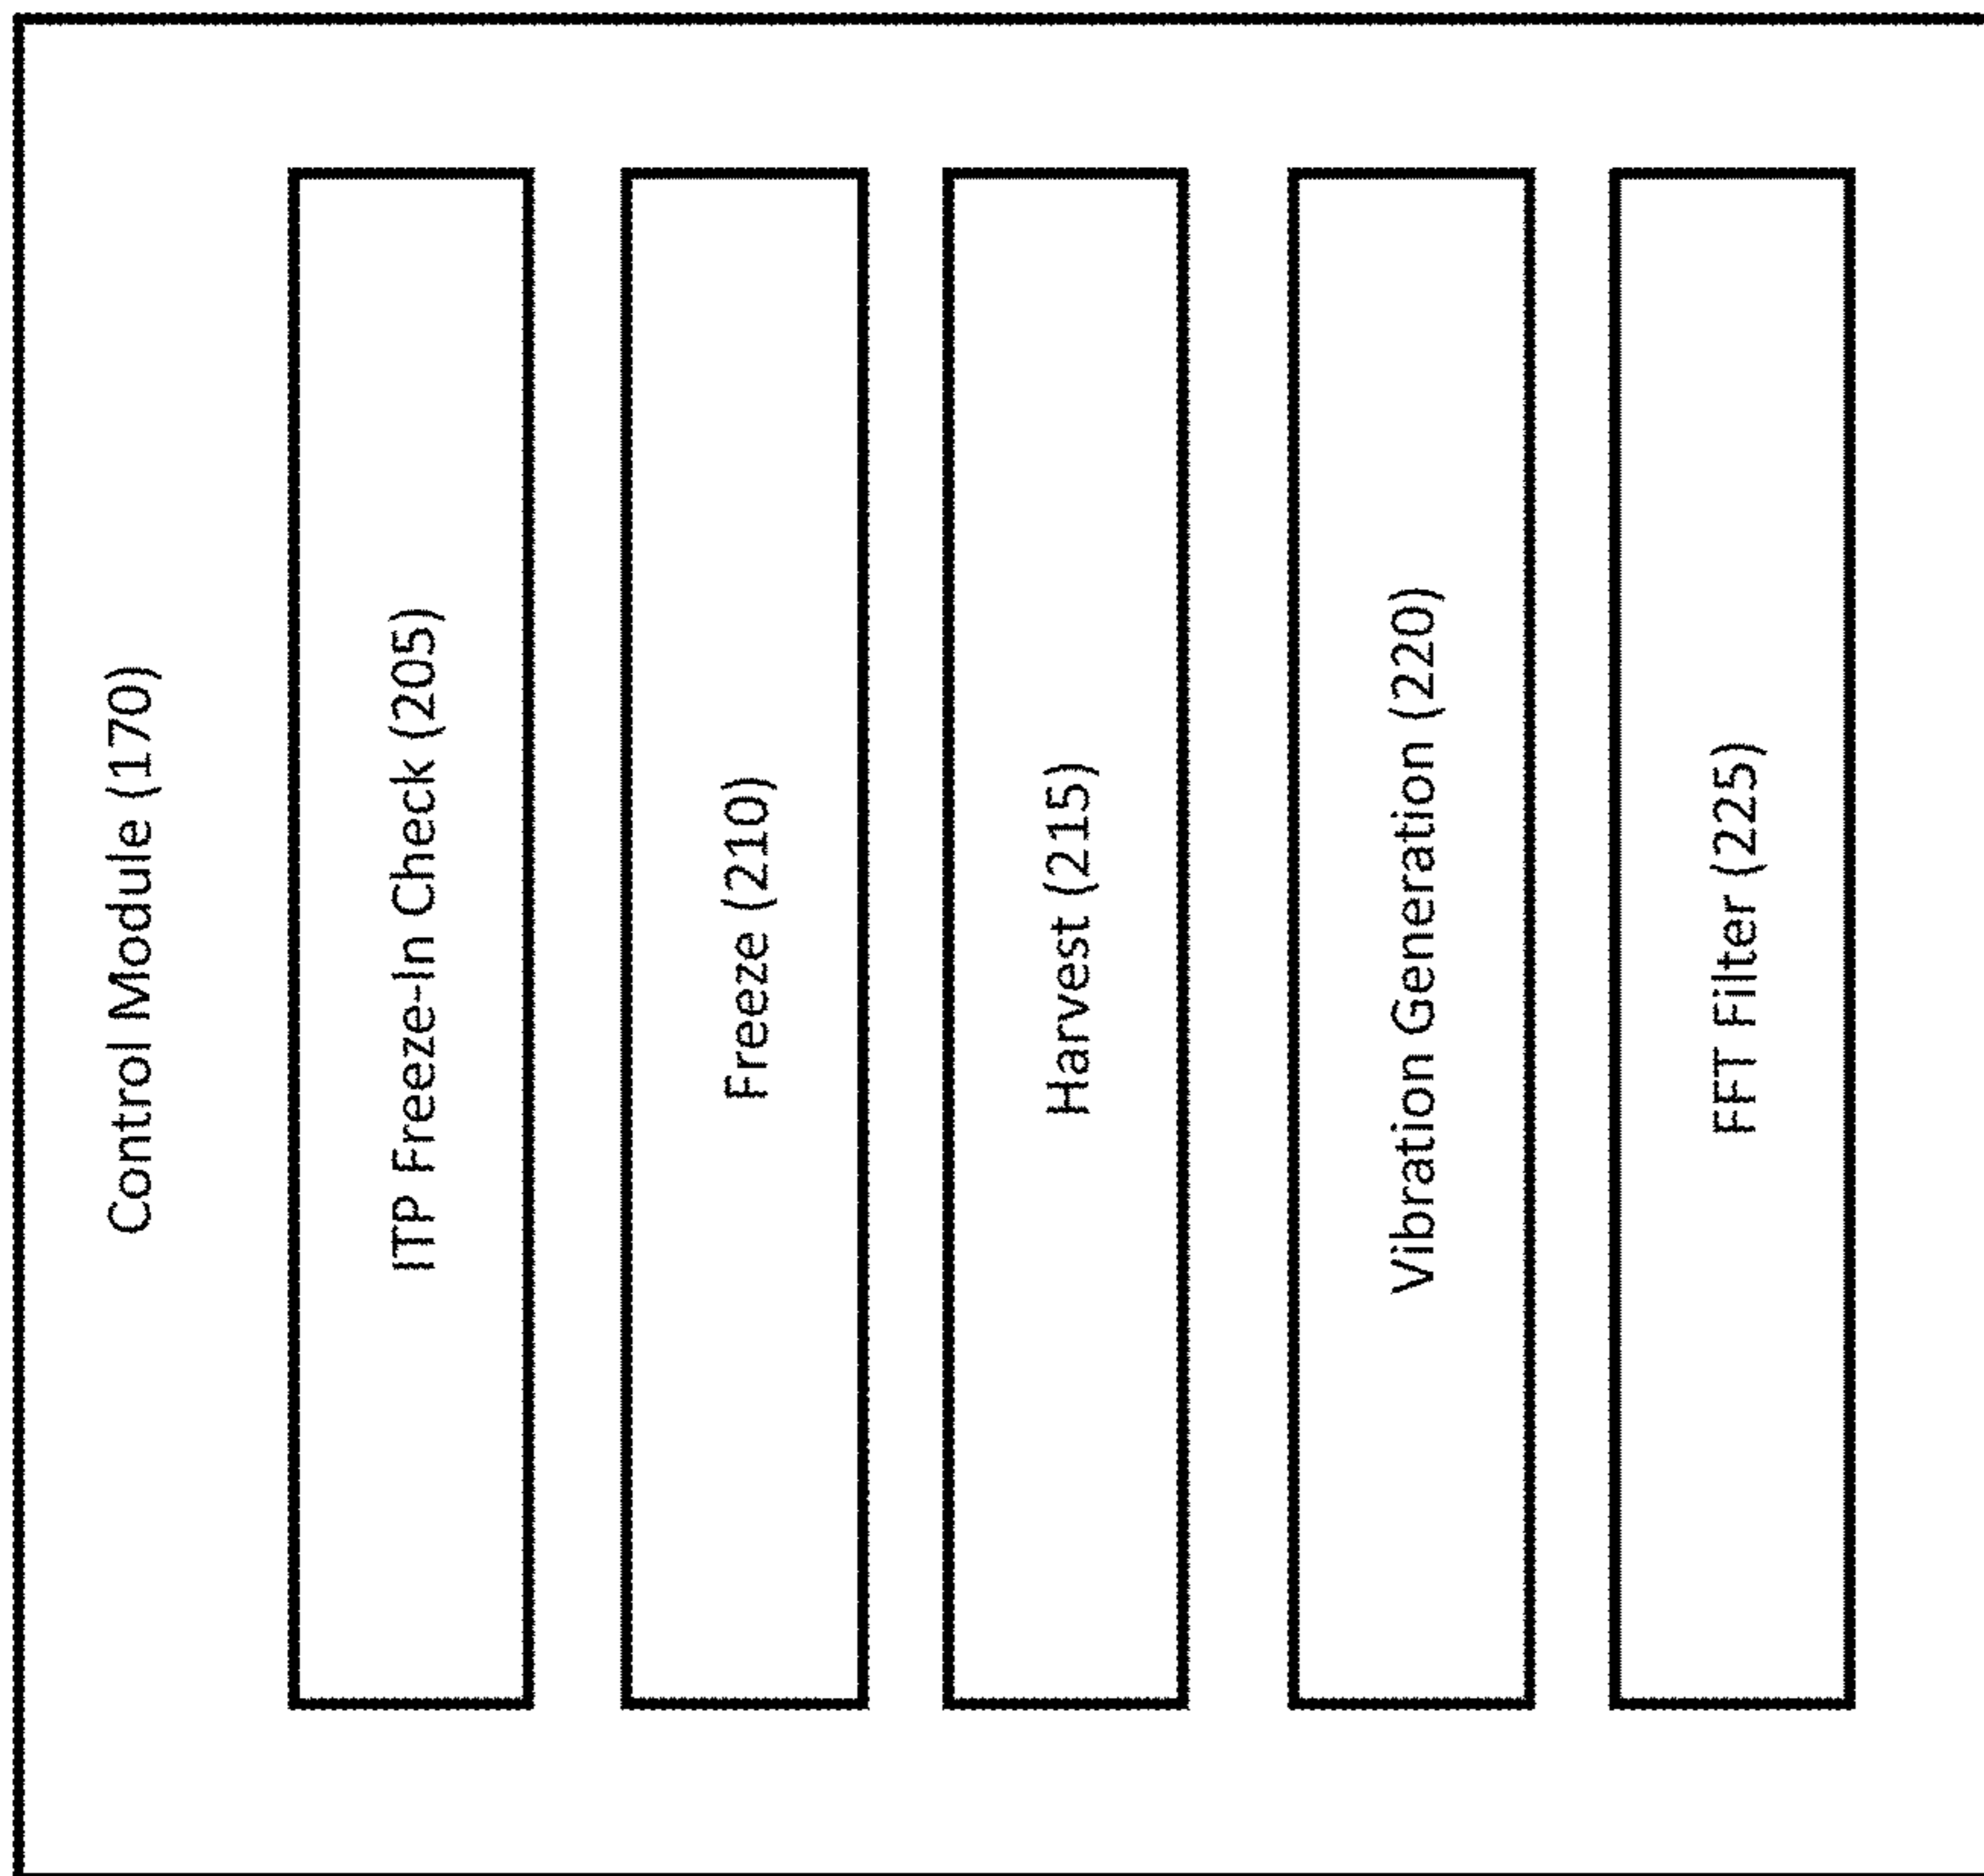 Control Module (170)
ITP Freeze-In Check (205)
Freeze (210)
Harvest (215)
Vibration Generation (220)
FFT Filter (225)